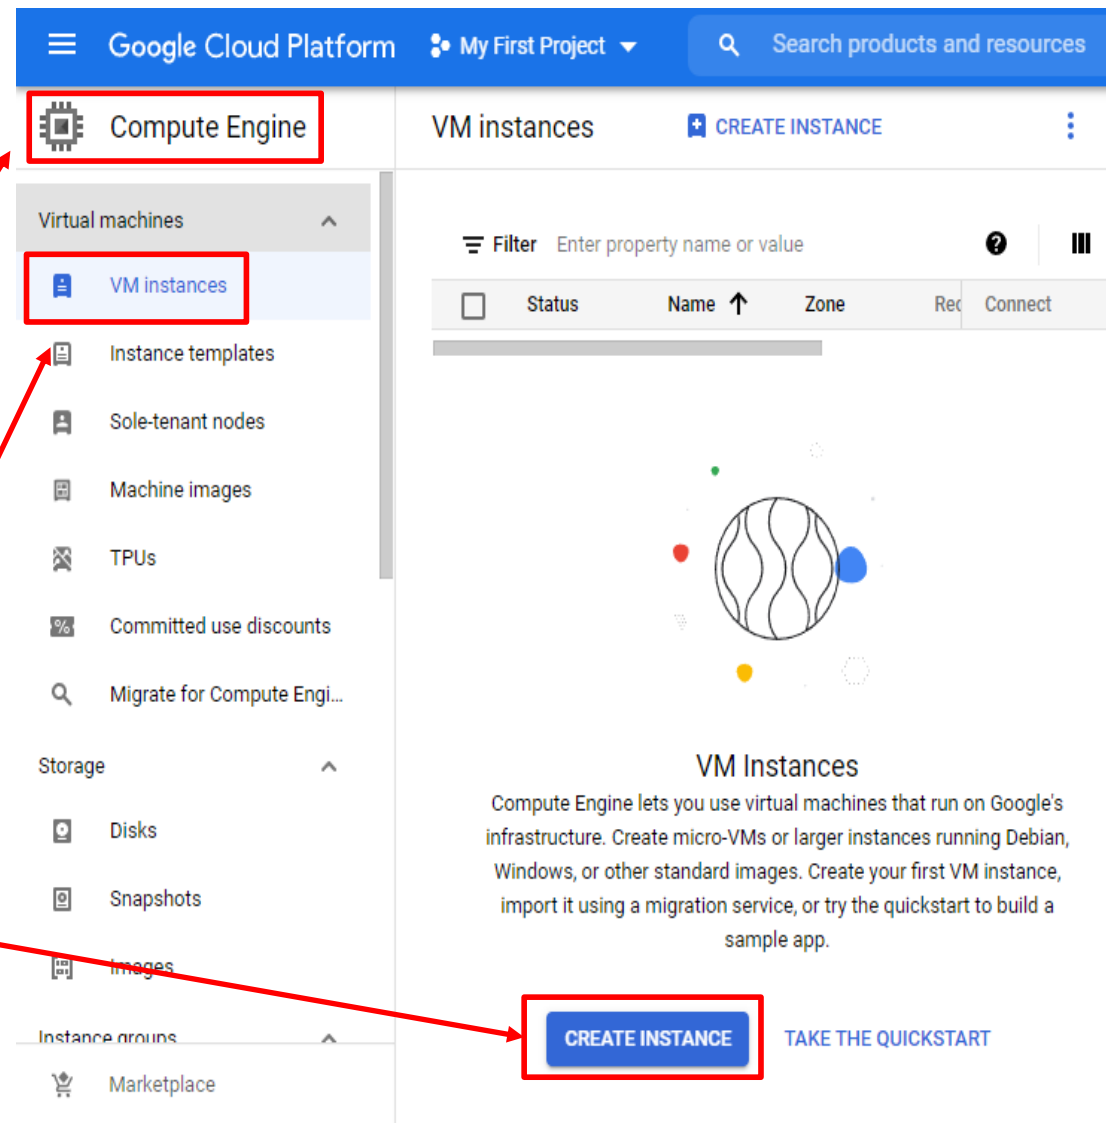 Google Cloud Platform
My First Project
Search products and resources
Compute Engine
VM instances
CREATE INSTANCE
Virtual machines
VM instances
Instance templates
Sole-tenant nodes
Machine images
TPUs
% Committed use discounts
Migrate for Compute Engi...
Storage
Disks
Snapshots
Images
Instance groups
Marketplace
Filter Enter property name or value
Status Name Zone Rec Connect
VM Instances
Compute Engine lets you use virtual machines that run on Google's
infrastructure. Create micro-VMs or larger instances running Debian,
Windows, or other standard images. Create your first VM instance,
import it using a migration service, or try the quickstart to build a
sample app.
CREATE INSTANCE
TAKE THE QUICKSTART